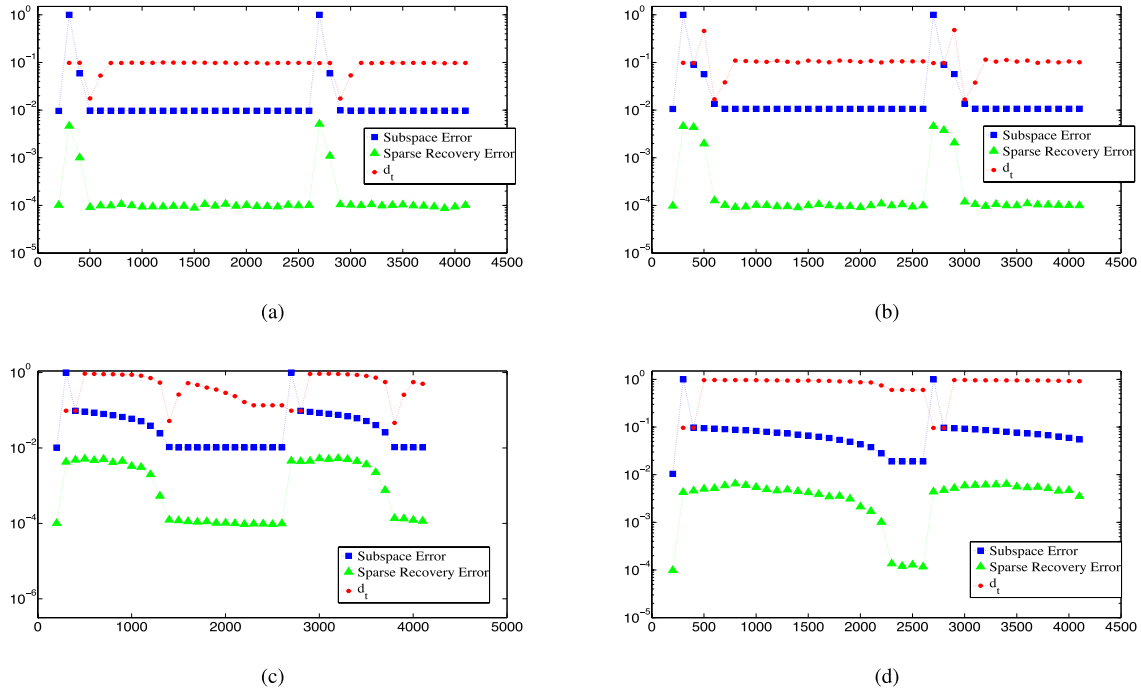 10^0
10^-1
10^-2
10^-3
10^-4
10^-5
0 500 1000 1500 2000 2500 3000 3500 4000 4500
Subspace Error
Sparse Recovery Error
d_t
(a)
10^0
10^-1
10^-2
10^-3
10^-4
10^-5
0 500 1000 1500 2000 2500 3000 3500 4000 4500
Subspace Error
Sparse Recovery Error
d_t
(b)
10^0
10^-2
10^-4
10^-6
0 1000 2000 3000 4000 5000
Subspace Error
Sparse Recovery Error
d_t
(c)
10^0
10^-1
10^-2
10^-3
10^-4
10^-5
0 500 1000 1500 2000 2500 3000 3500 4000 4500
Subspace Error
Sparse Recovery Error
d_t
(d)